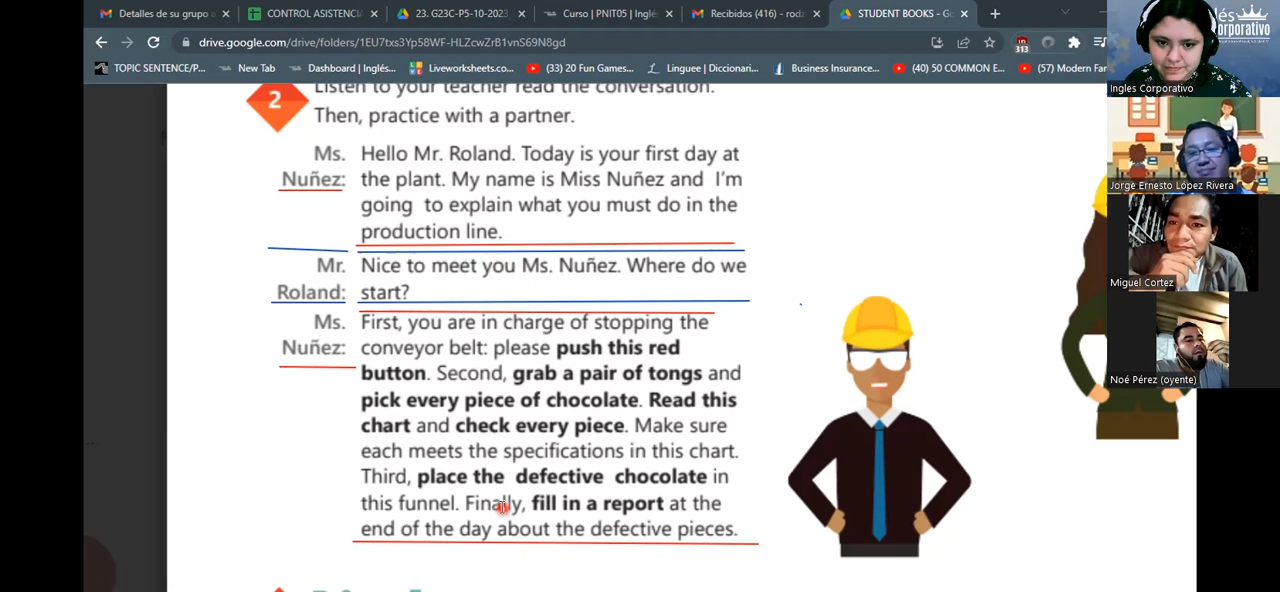 Detalles de su grupo
CONTROL ASISTENCI
23. G23C-P5-10-2023
Curso | PNIT05 | Inglé
Recibidos (416) - rod
STUDENT BOOKS - G
drive.google.com/drive/folders/1EU7txs3Yp58WF-HLZcwZrB1vnS69N8gd
313
TOPIC SENTENCE/P...
New Tab
Dashboard | Inglés...
Liveworksheets.co...
(33) 20 Fun Games...
Linguee | Diccionari...
Business Insurance...
(40) 50 COMMON E...
(57) Modern Far
2
Listen to your teacher read the conversation.
Then, practice with a partner.
Ms. Hello Mr. Roland. Today is your first day at
Nuñez: the plant. My name is Miss Nuñez and I'm
going to explain what you must do in the
production line.
Mr. Nice to meet you Ms. Nuñez. Where do we
Roland: start?
Ms. First, you are in charge of stopping the
Nuñez: conveyor belt: please push this red
button. Second, grab a pair of tongs and
pick every piece of chocolate. Read this
chart and check every piece. Make sure
each meets the specifications in this chart.
Third, place the defective chocolate in
this funnel. Finally, fill in a report at the
end of the day about the defective pieces.
glés
orporativo
Ingles Corporativo
Jorge Ernesto López Rivera
Miguel Cortez
Noé Pérez (oyente)